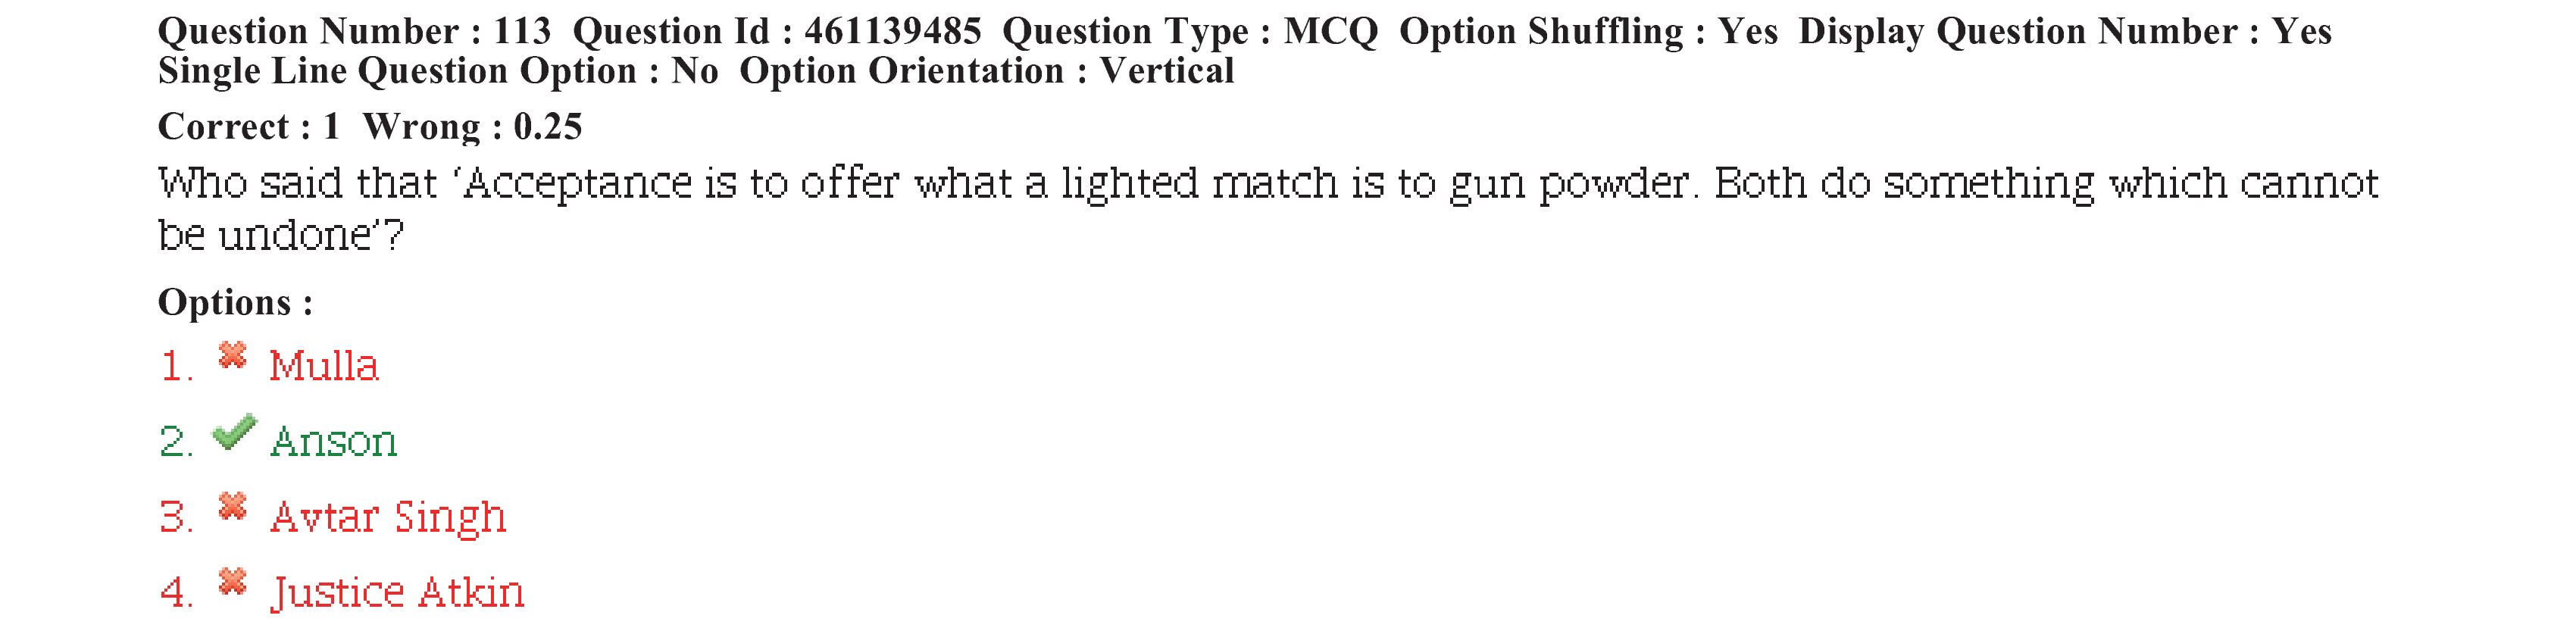 Question Number : 113 Question Id : 461139485 Question Type : MCQ Option Shuffling : Yes Display Question Number : Yes
Single Line Question Option : No Option Orientation : Vertical
Correct : 1 Wrong : 0.25
Who said that ‘Acceptance is to offer what a lighted match is to gun powder. Both do something which cannot
be undone’?
Options :
1. Mulla
2. Anson
3. Avtar Singh
4. Justice Atkin